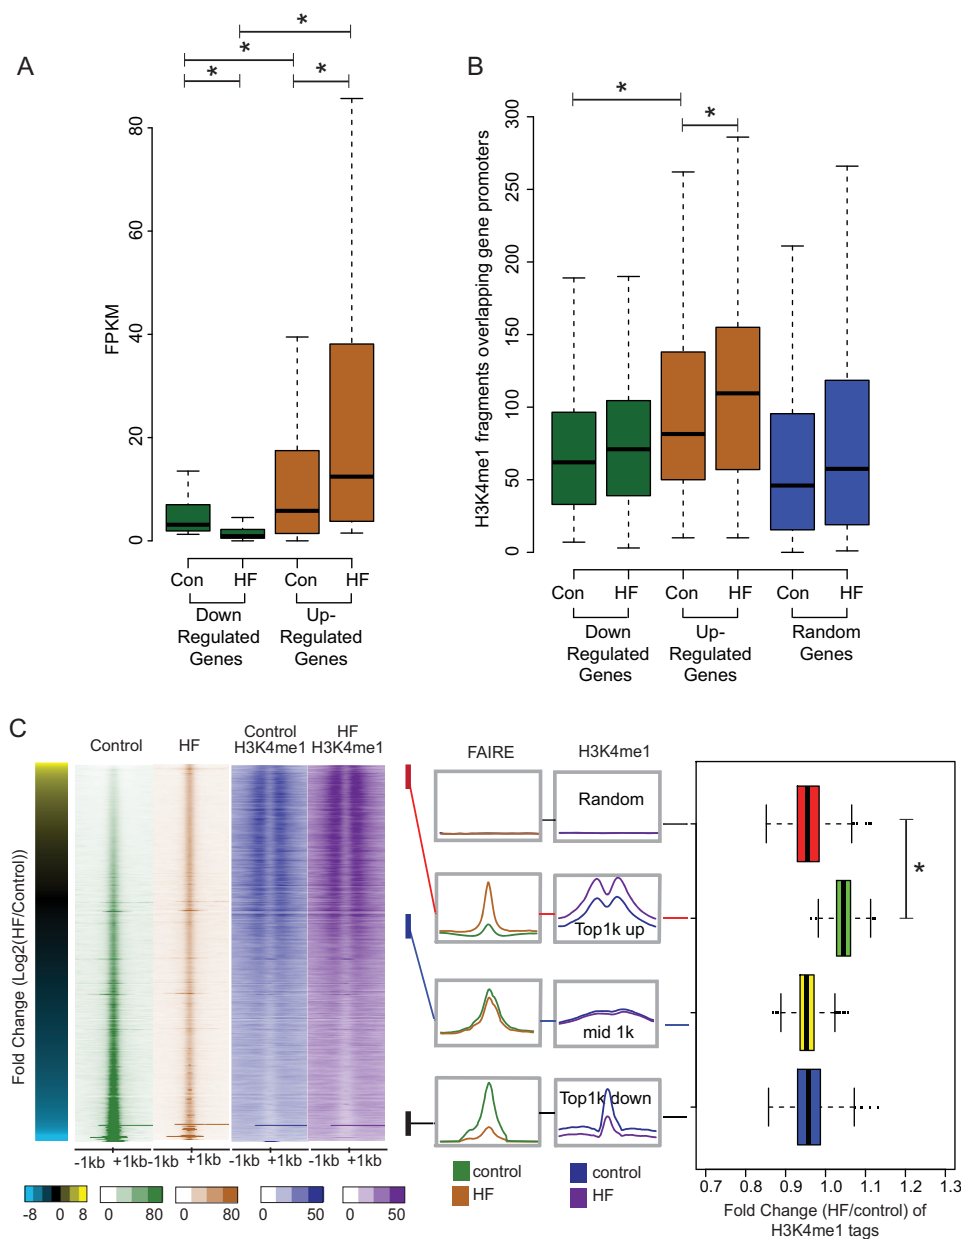 A
*
*
*
*
FPKM
80
60
40
20
0
Con
HF
Con
HF
Down
Regulated
Genes
Up-
Regulated
Genes
B
*
*
H3K4me1 fragments overlapping gene promoters
300
250
200
150
100
50
0
Con
HF
Con
HF
Con
HF
Down
Regulated
Genes
Up-
Regulated
Genes
Random
Genes
C
Control
HF
Control
H3K4me1
HF
H3K4me1
Fold Change (Log2(HF/Control))
-1kb
+1kb
-1kb
+1kb
-1kb
+1kb
-1kb
+1kb
-8
0
8
0
80
0
80
0
50
0
50
FAIRE
H3K4me1
Random
Top1k up
mid 1k
Top1k down
control
HF
control
HF
*
0.7
0.8
0.9
1.0
1.1
1.2
1.3
Fold Change (HF/control) of
H3K4me1 tags